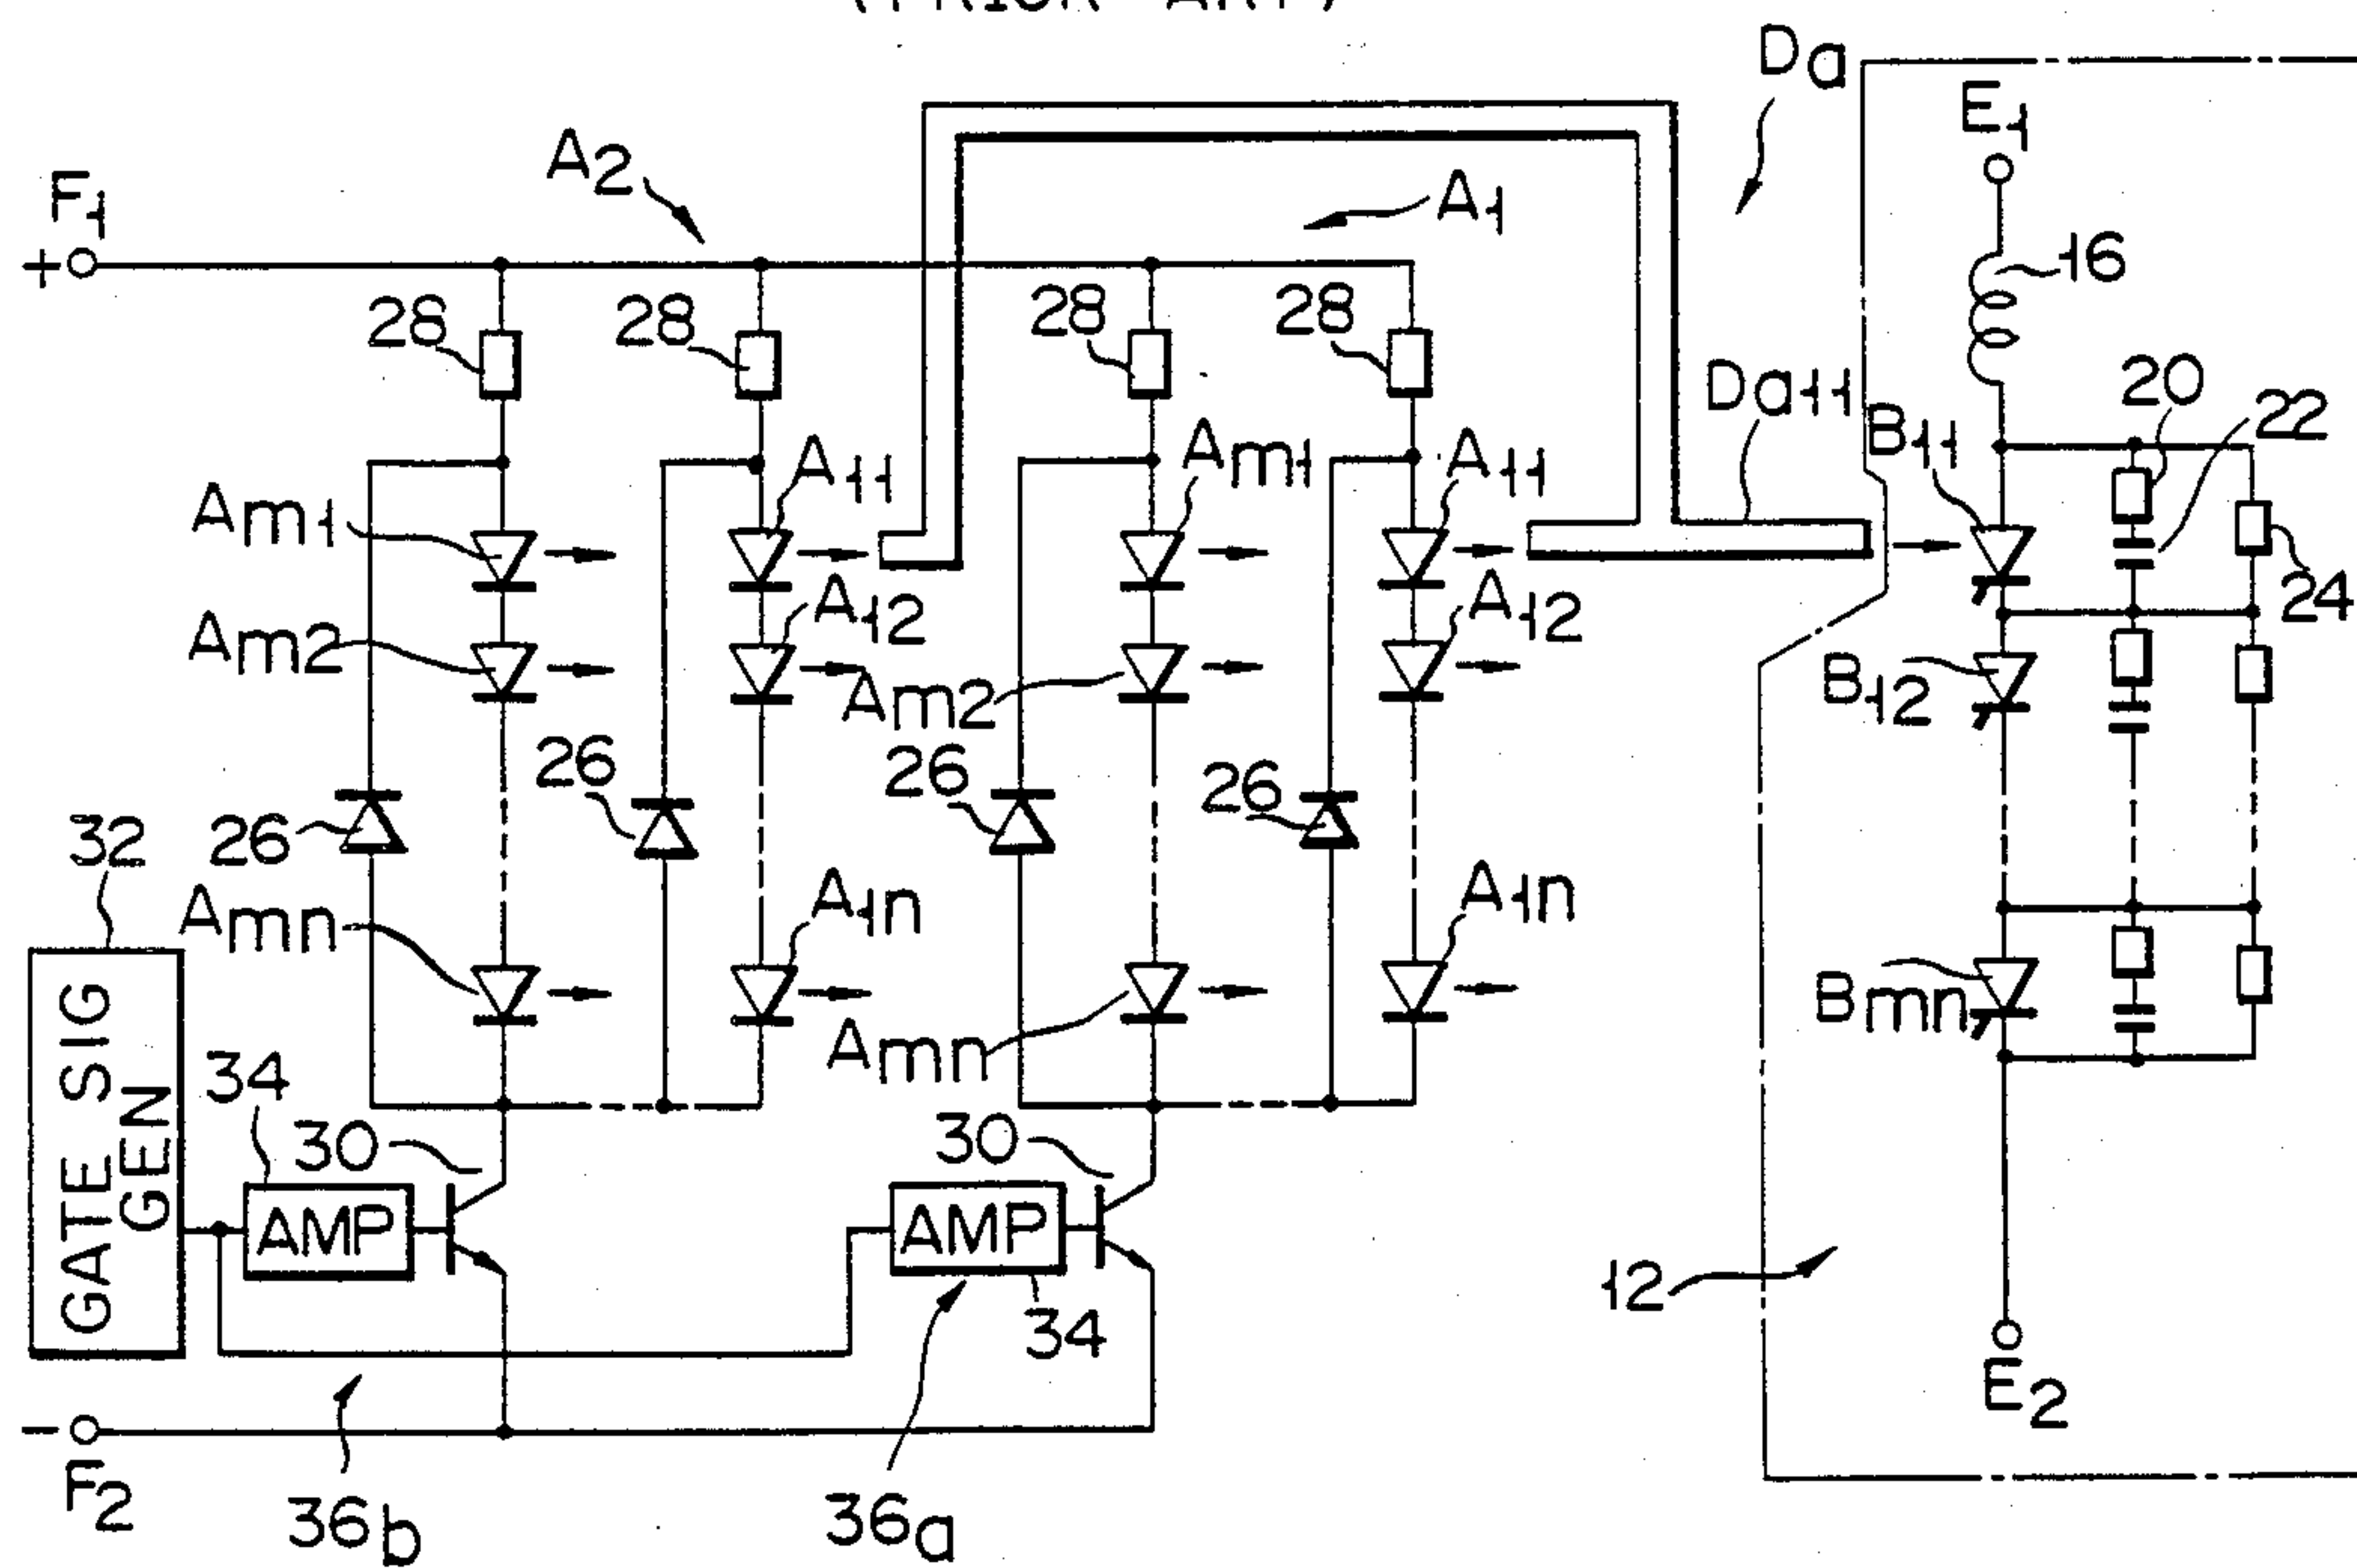 (PRIOR ART)
Da
E1
A2
A1
F1
+
16
28
28
28
28
Da11
20
22
B11
Am1
A11
Am1
A11
24
Am2
A12
Am2
A12
B12
26
26
26
26
32
Amn
A1n
Amn
A1n
Bmn
GATE SIG GEN
34
30
30
AMP
AMP
34
12
E2
-
F2
36b
36a